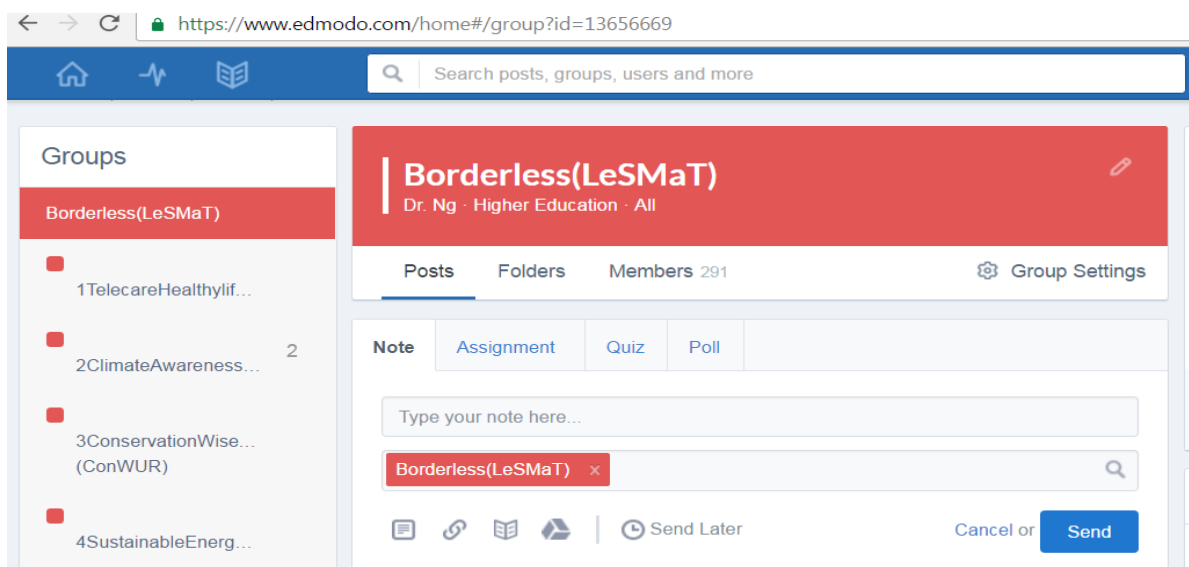 https://www.edmodo.com/home#/group?id=13656669
Search posts, groups, users and more
Groups
Borderless(LeSMaT)
1TelecareHealthylif...
2ClimateAwareness...
2
3ConservationWise...
(ConWUR)
4SustainableEnerg...
Borderless(LeSMaT)
Dr. Ng · Higher Education · All
Posts Folders Members 291 Group Settings
Note Assignment Quiz Poll
Type your note here...
Borderless(LeSMaT) ×
Send Later Cancel or Send